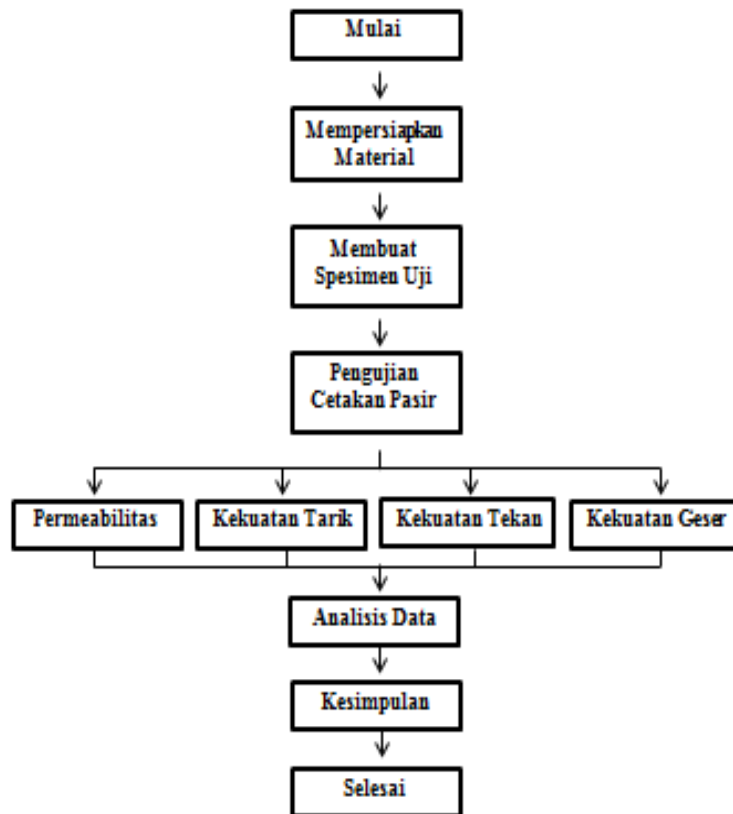 Mulai
Mempersiapkan
Material
Membuat
Spesimen Uji
Pengujian
Cetakan Pasir
Permeabilitas
Kekuatan Tarik
Kekuatan Tekan
Kekuatan Geser
Analisis Data
Kesimpulan
Selesai